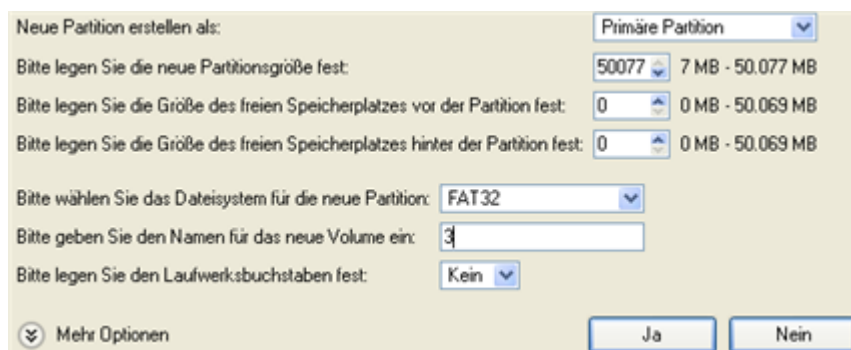 Neue Partition erstellen als: Primäre Partition
Bitte legen Sie die neue Partitionsgröße fest: 50077 7 MB - 50.077 MB
Bitte legen Sie die Größe des freien Speicherplatzes vor der Partition fest: 0 0 MB - 50.069 MB
Bitte legen Sie die Größe des freien Speicherplatzes hinter der Partition fest: 0 0 MB - 50.069 MB
Bitte wählen Sie das Dateisystem für die neue Partition: FAT32
Bitte geben Sie den Namen für das neue Volume ein: 3
Bitte legen Sie den Laufwerksbuchstaben fest: Kein
Mehr Optionen Ja Nein